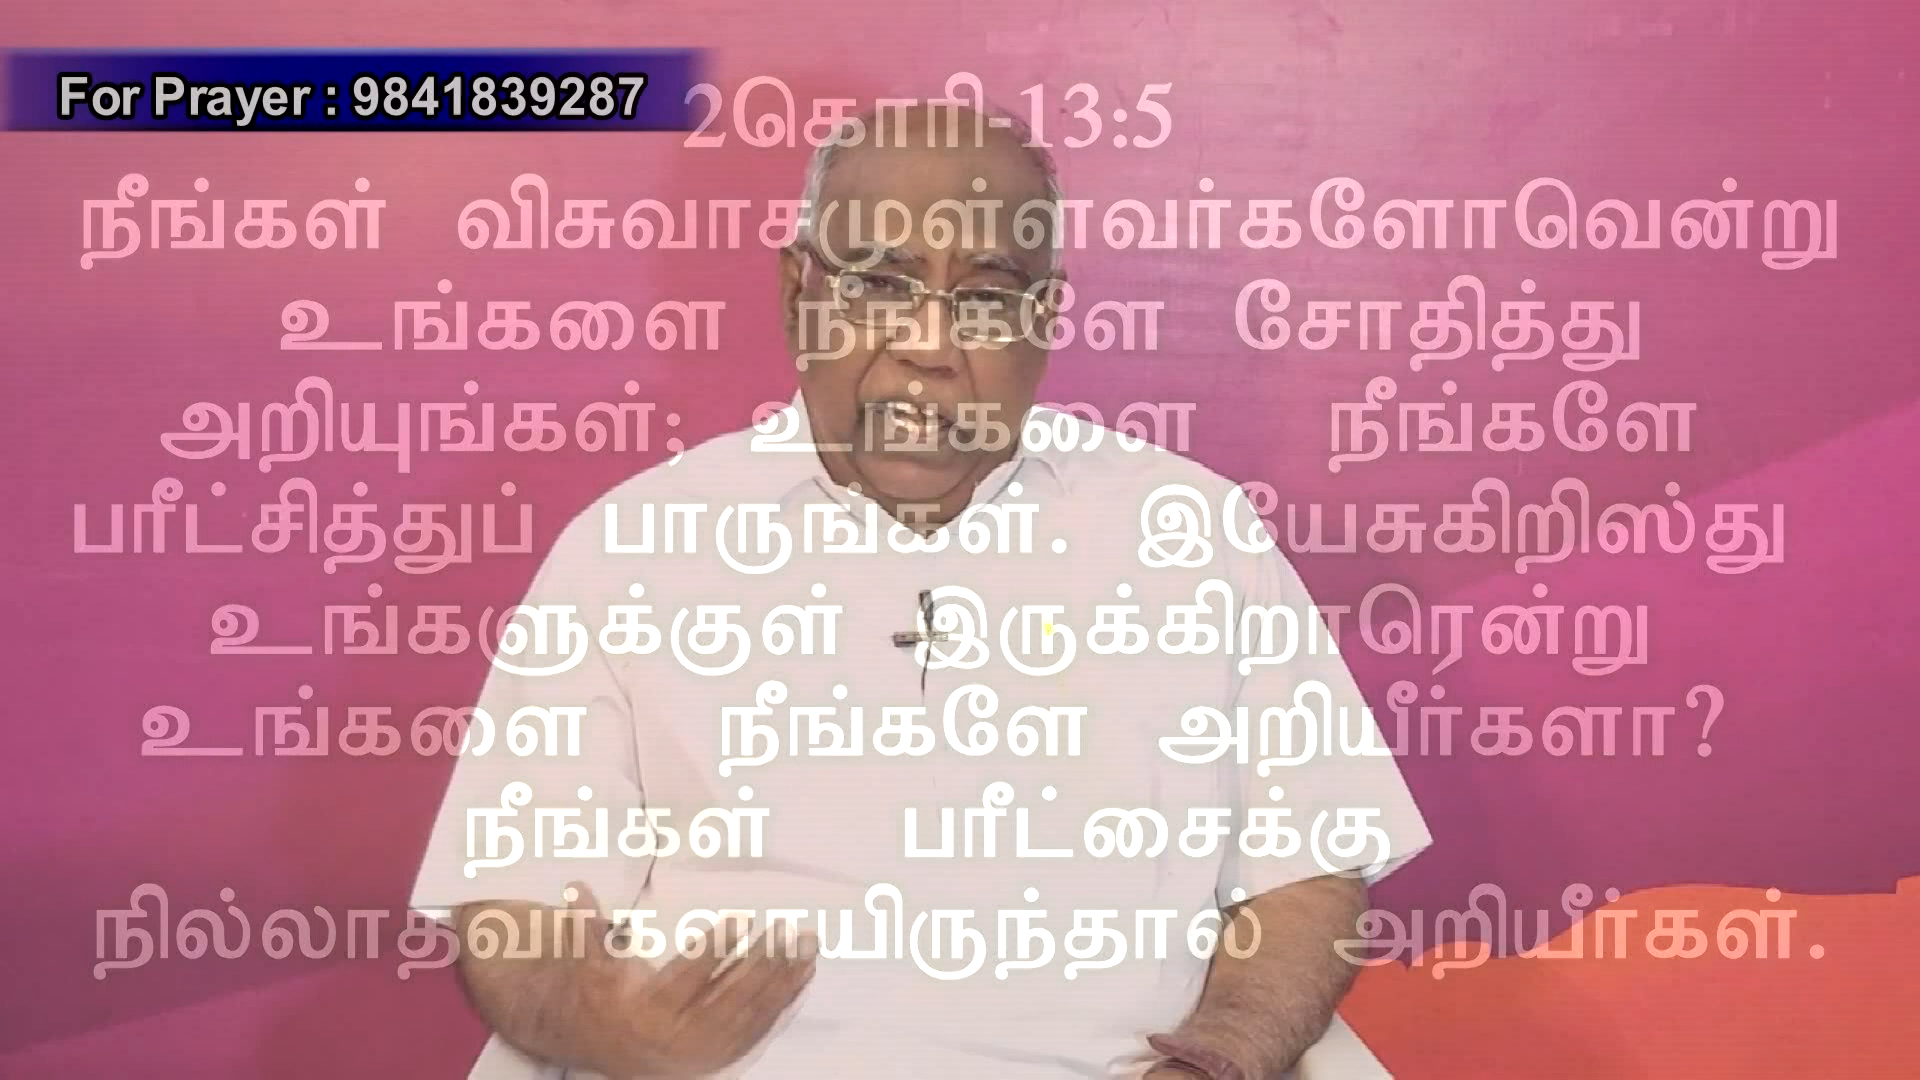 For Prayer : 9841839287
2கொரி-13:5
நீங்கள் விசுவாசமுள்ளவர்களோவென்று
உங்களை நீங்களே சோதித்து
அறியுங்கள்; உங்களை நீங்களே
பரீட்சித்துப் பாருங்கள். இயேசுகிறிஸ்து
உங்களுக்குள் இருக்கிறாரென்று
உங்களை நீங்களே அறியீர்களா?
நீங்கள் பரீட்சைக்கு
நில்லாதவர்களாயிருந்தால் அறியீர்கள்.